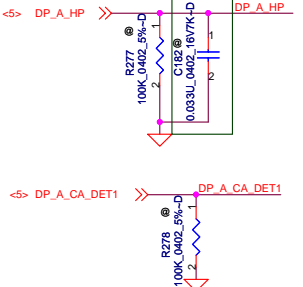 <5> DP_A_HP
DP_A_HP
@
R277
100K_0402_5%~D
1
2
@
C182
0.033U_0402_16V7K~D
1
2
<5> DP_A_CA_DET1
DP_A_CA_DET1
@
R278
100K_0402_5%~D
1
2